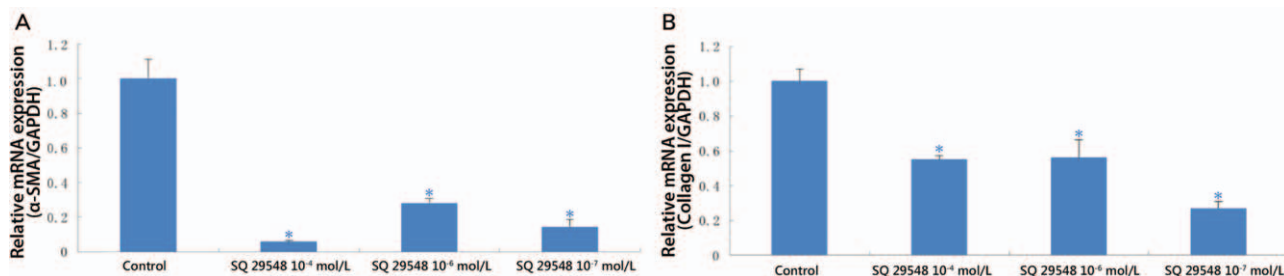 A
Relative mRNA expression
(α-SMA/GAPDH)
1.2
1.0
0.8
0.6
0.4
0.2
0
*
*
*
Control
SQ 29548 10⁻⁴ mol/L
SQ 29548 10⁻⁶ mol/L
SQ 29548 10⁻⁷ mol/L
B
Relative mRNA expression
(Collagen I/GAPDH)
1.2
1.0
0.8
0.6
0.4
0.2
0
*
*
*
Control
SQ 29548 10⁻⁴ mol/L
SQ 29548 10⁻⁶ mol/L
SQ 29548 10⁻⁷ mol/L